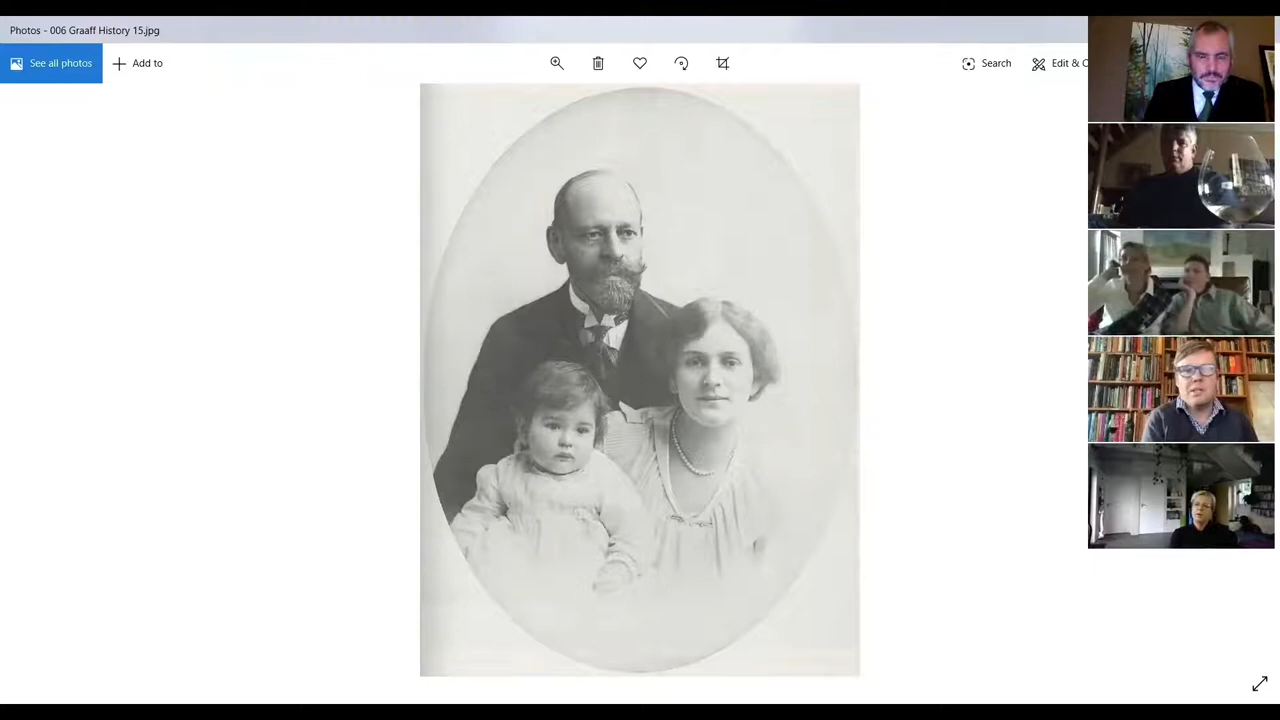 Photos - 006 Graaff History 15.jpg
See all photos
Add to
Search
Edit & C